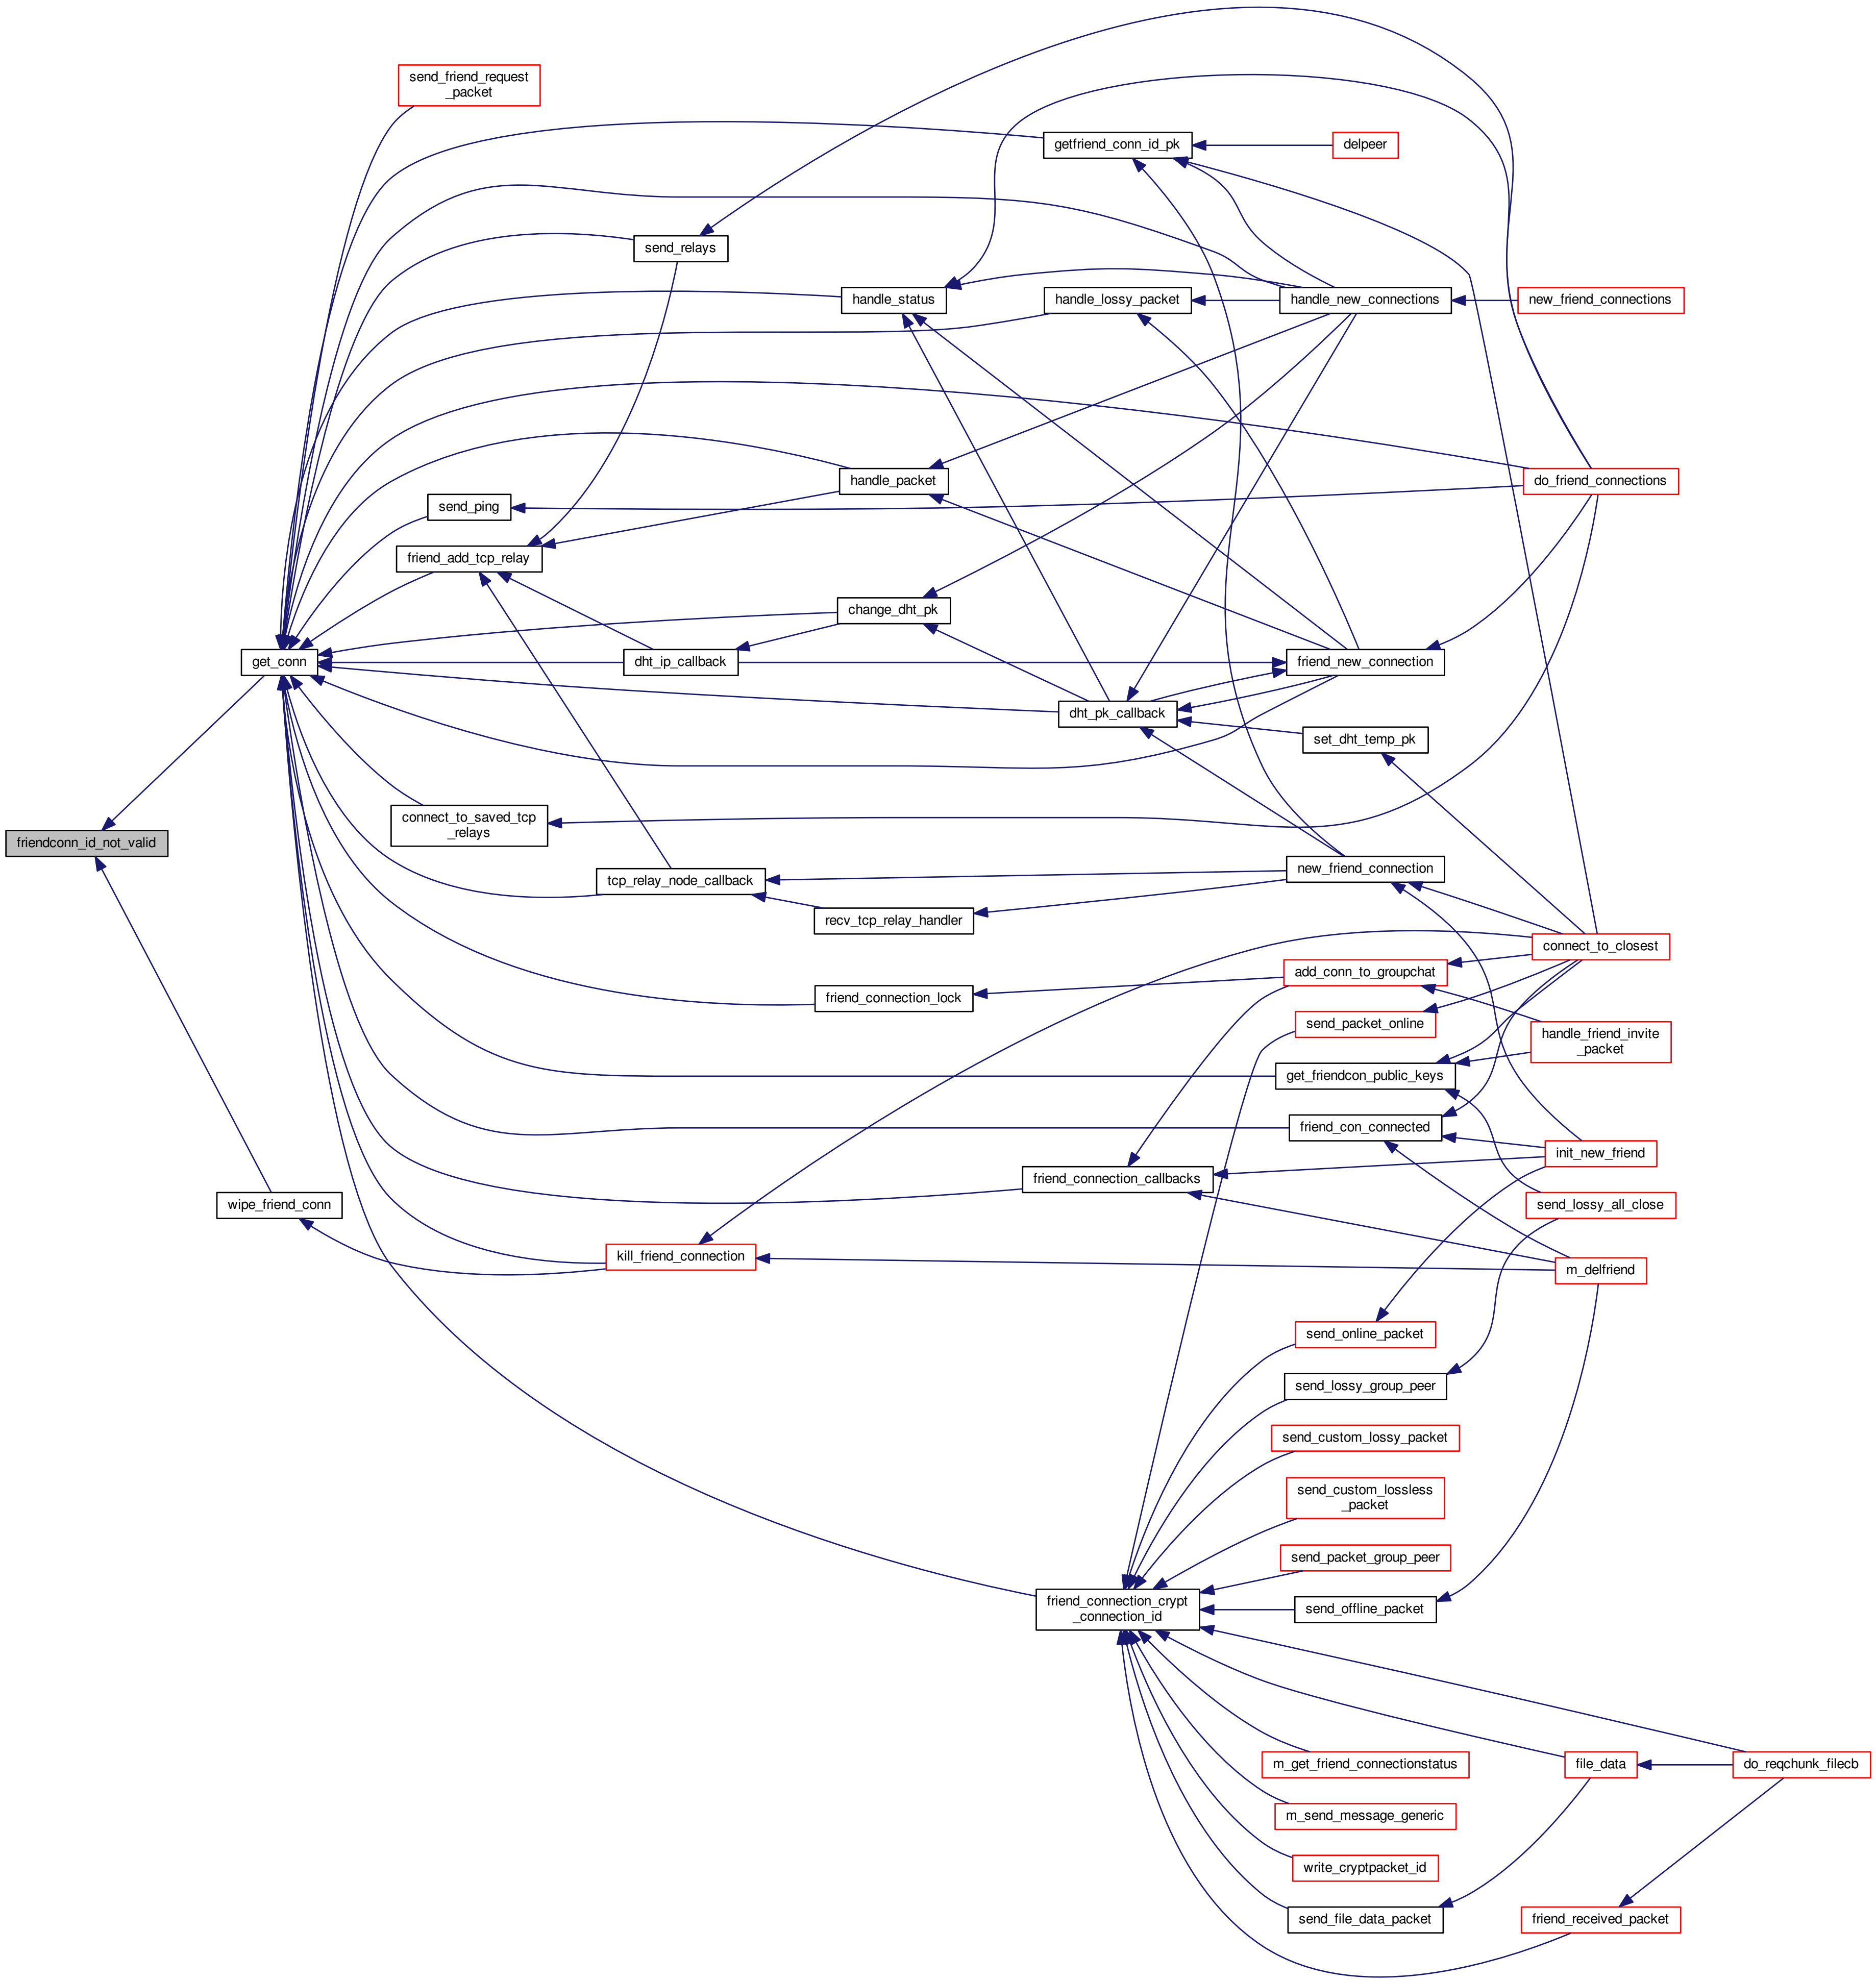 send_friend_request
_packet
getfriend_conn_id_pk
delpeer
send_relays
handle_status
handle_lossy_packet
handle_new_connections
new_friend_connections
handle_packet
do_friend_connections
send_ping
friend_add_tcp_relay
change_dht_pk
get_conn
dht_ip_callback
friend_new_connection
dht_pk_callback
set_dht_temp_pk
connect_to_saved_tcp
_relays
friendconn_id_not_valid
new_friend_connection
tcp_relay_node_callback
recv_tcp_relay_handler
connect_to_closest
add_conn_to_groupchat
friend_connection_lock
send_packet_online
handle_friend_invite
_packet
get_friendcon_public_keys
friend_con_connected
init_new_friend
friend_connection_callbacks
wipe_friend_conn
send_lossy_all_close
kill_friend_connection
m_delfriend
send_online_packet
send_lossy_group_peer
send_custom_lossy_packet
send_custom_lossless
_packet
send_packet_group_peer
friend_connection_crypt
_connection_id
send_offline_packet
m_get_friend_connectionstatus
file_data
do_reqchunk_filecb
m_send_message_generic
write_cryptpacket_id
send_file_data_packet
friend_received_packet